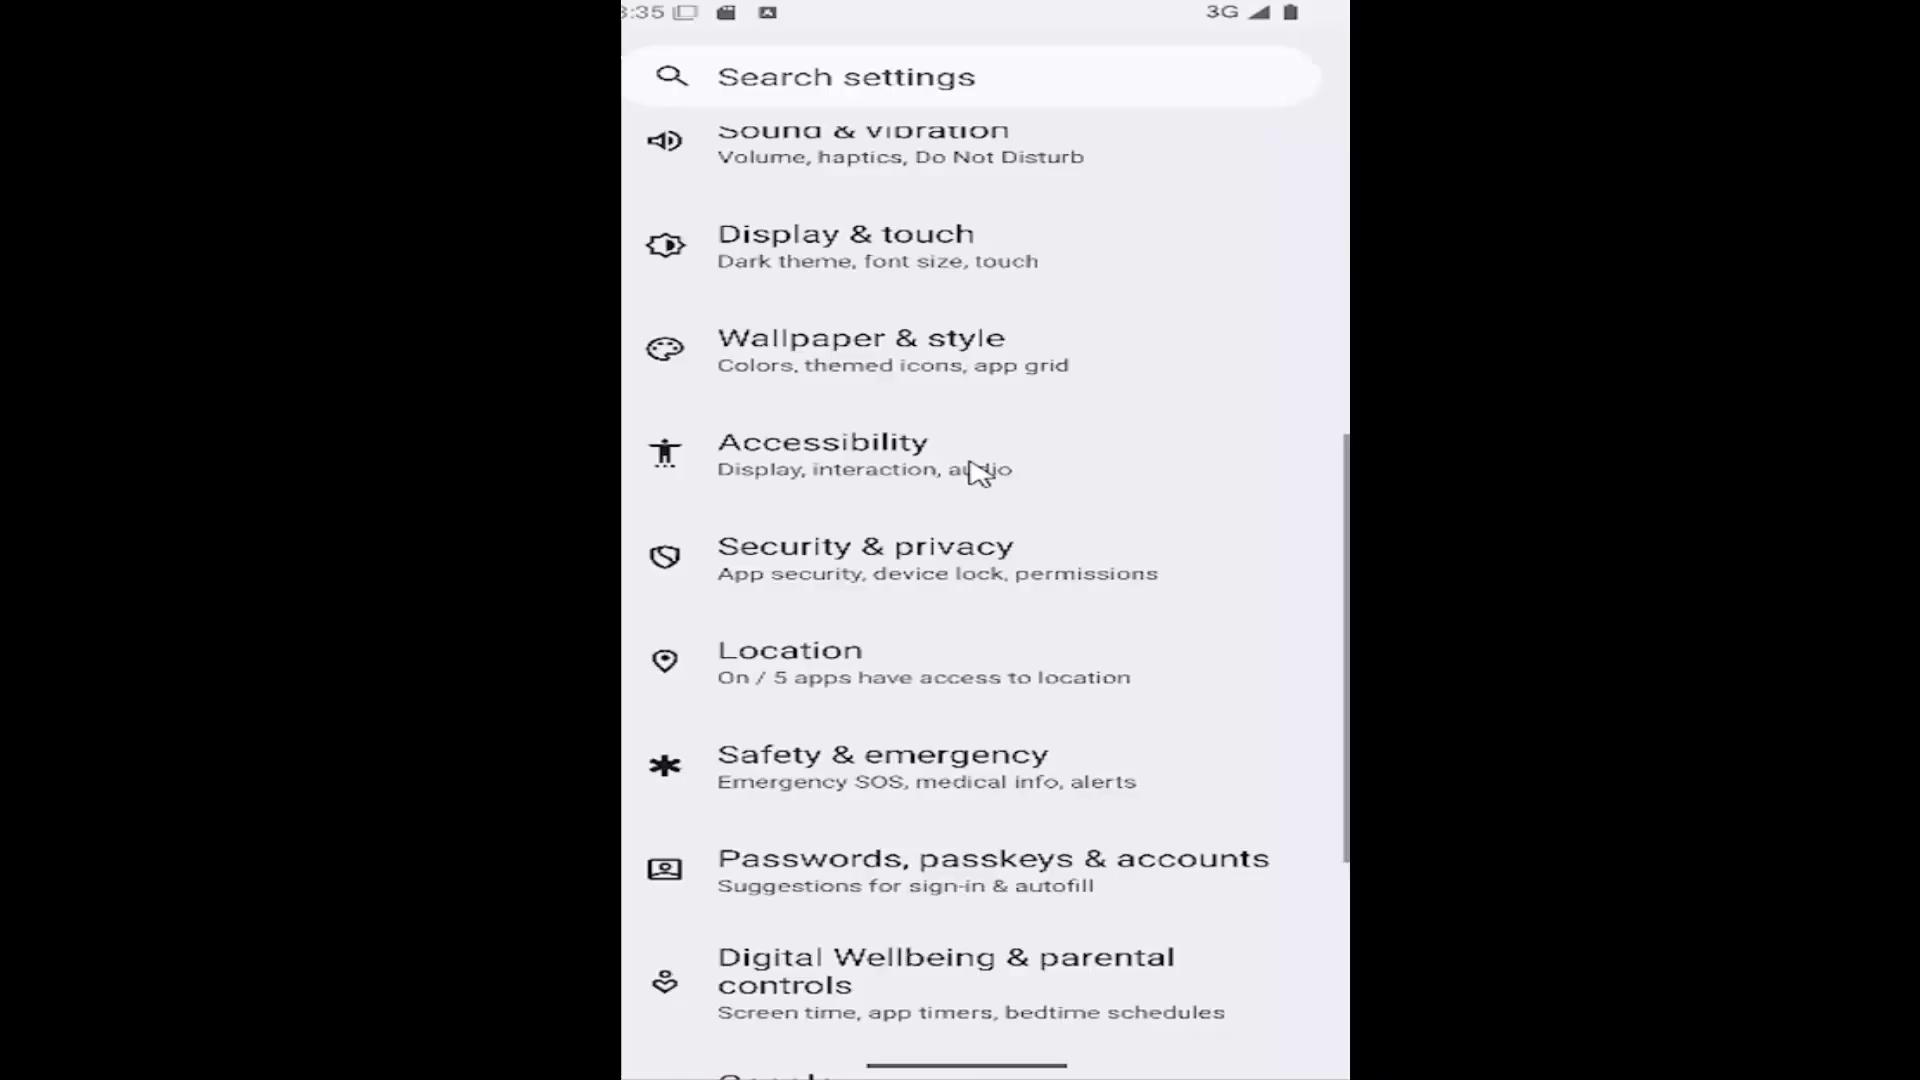 :35
3G
Search settings
Sound & vibration
Volume, haptics, Do Not Disturb
Display & touch
Dark theme, font size, touch
Wallpaper & style
Colors, themed icons, app grid
Accessibility
Display, interaction, audio
Security & privacy
App security, device lock, permissions
Location
On / 5 apps have access to location
Safety & emergency
Emergency SOS, medical info, alerts
Passwords, passkeys & accounts
Suggestions for sign-in & autofill
Digital Wellbeing & parental
controls
Screen time, app timers, bedtime schedules